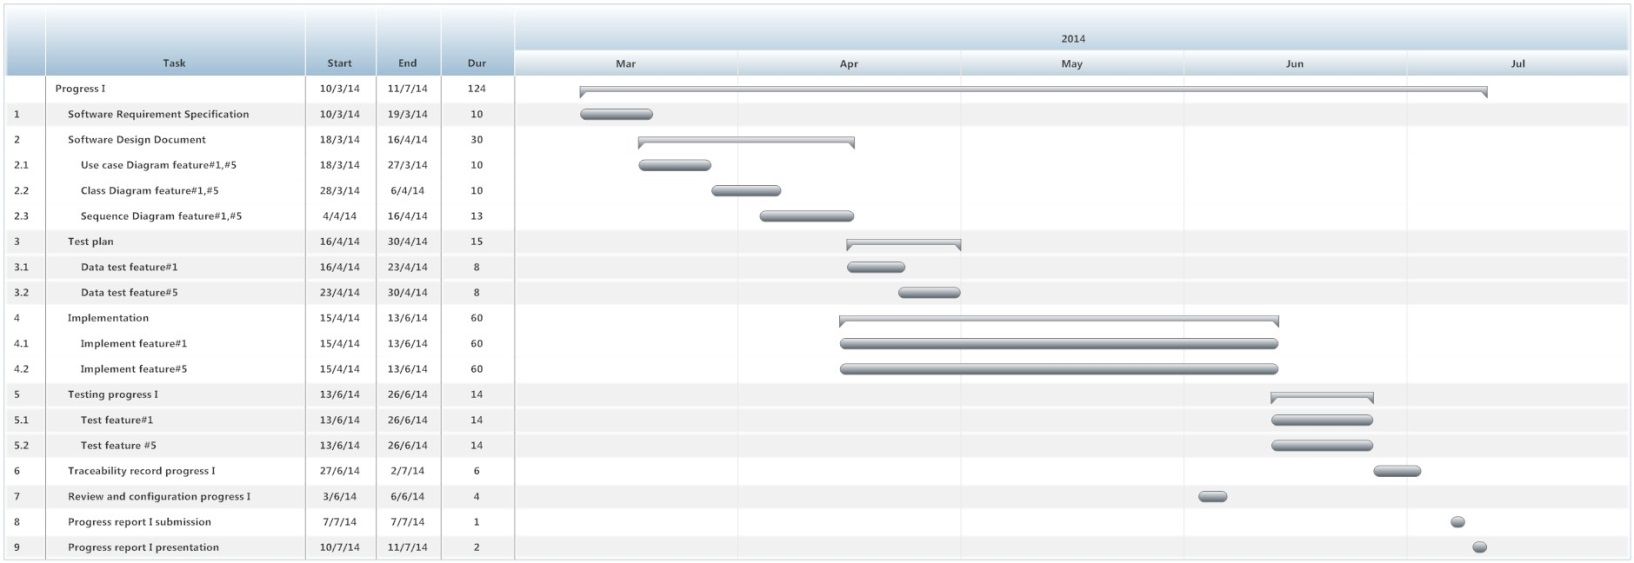 2014
Task Start End Dur Mar Apr May Jun Jul
Progress I 10/3/14 11/7/14 124
1 Software Requirement Specification 10/3/14 19/3/14 10
2 Software Design Document 18/3/14 16/4/14 30
2.1 Use case Diagram feature#1,#5 18/3/14 27/3/14 10
2.2 Class Diagram feature#1,#5 28/3/14 6/4/14 10
2.3 Sequence Diagram feature#1,#5 4/4/14 16/4/14 13
3 Test plan 16/4/14 30/4/14 15
3.1 Data test feature#1 16/4/14 23/4/14 8
3.2 Data test feature#5 23/4/14 30/4/14 8
4 Implementation 15/4/14 13/6/14 60
4.1 Implement feature#1 15/4/14 13/6/14 60
4.2 Implement feature#5 15/4/14 13/6/14 60
5 Testing progress I 13/6/14 26/6/14 14
5.1 Test feature#1 13/6/14 26/6/14 14
5.2 Test feature #5 13/6/14 26/6/14 14
6 Traceability record progress I 27/6/14 2/7/14 6
7 Review and configuration progress I 3/6/14 6/6/14 4
8 Progress report I submission 7/7/14 7/7/14 1
9 Progress report I presentation 10/7/14 11/7/14 2